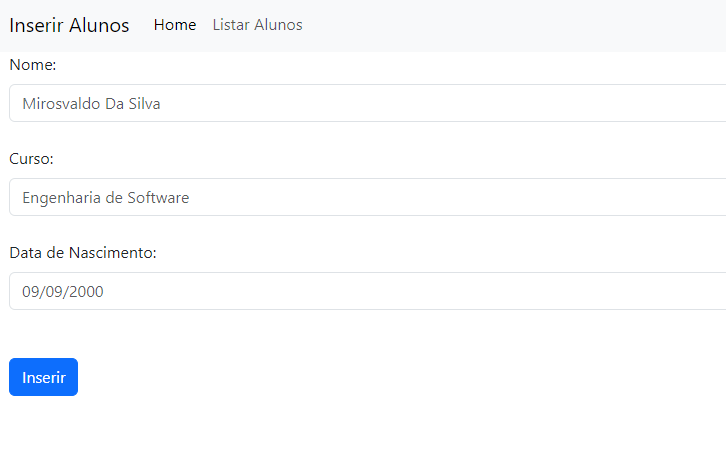 Inserir Alunos Home Listar Alunos
Nome:
Mirosvaldo Da Silva
Curso:
Engenharia de Software
Data de Nascimento:
09/09/2000
Inserir